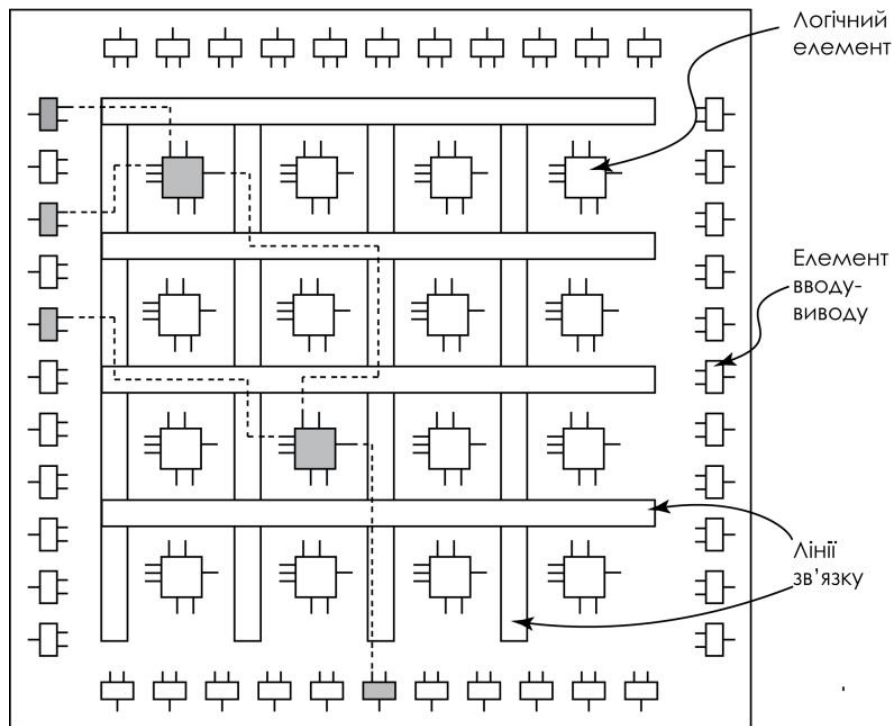 Логічний
елемент
Елемент
вводу-
виводу
Лінії
зв’язку